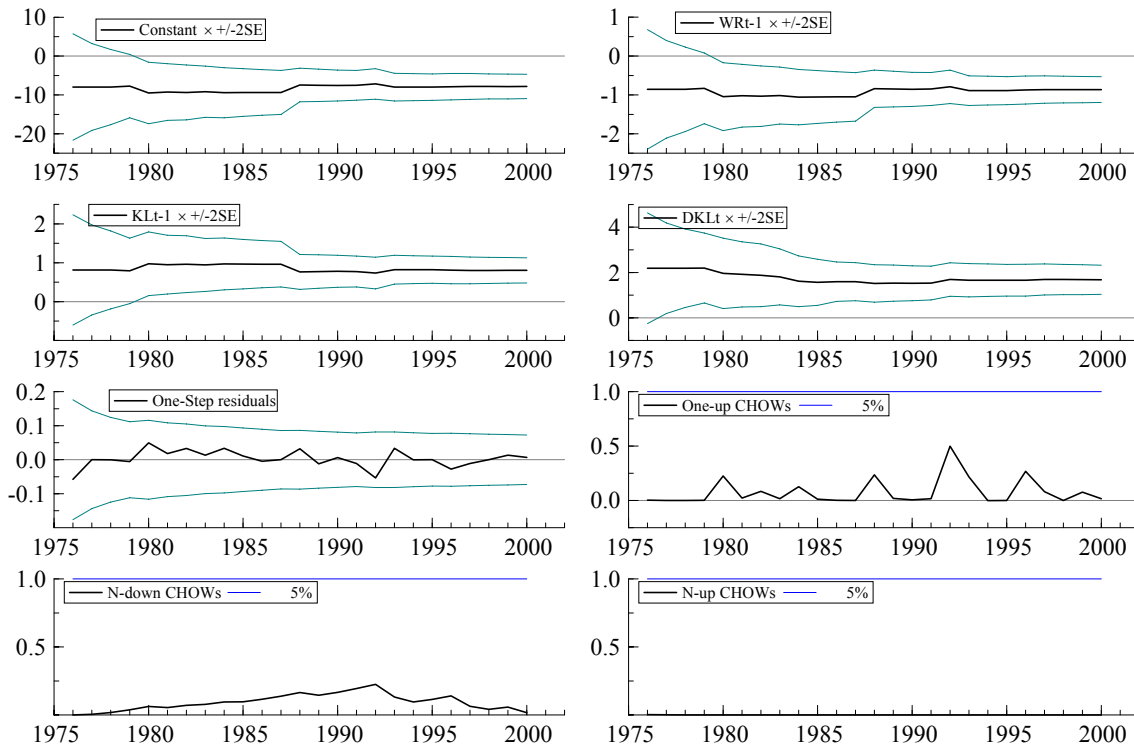 10
Constant × +/-2SE
0
-10
-20
1975 1980 1985 1990 1995 2000
1
WRt-1 × +/-2SE
0
-1
-2
1975 1980 1985 1990 1995 2000
KLt-1 × +/-2SE
2
1
0
1975 1980 1985 1990 1995 2000
DKLt × +/-2SE
4
2
0
1975 1980 1985 1990 1995 2000
0.2
One-Step residuals
0.1
0.0
-0.1
1975 1980 1985 1990 1995 2000
1.0
One-up CHOWs 5%
0.5
0.0
1975 1980 1985 1990 1995 2000
1.0
N-down CHOWs 5%
0.5
1975 1980 1985 1990 1995 2000
1.0
N-up CHOWs 5%
0.5
1975 1980 1985 1990 1995 2000